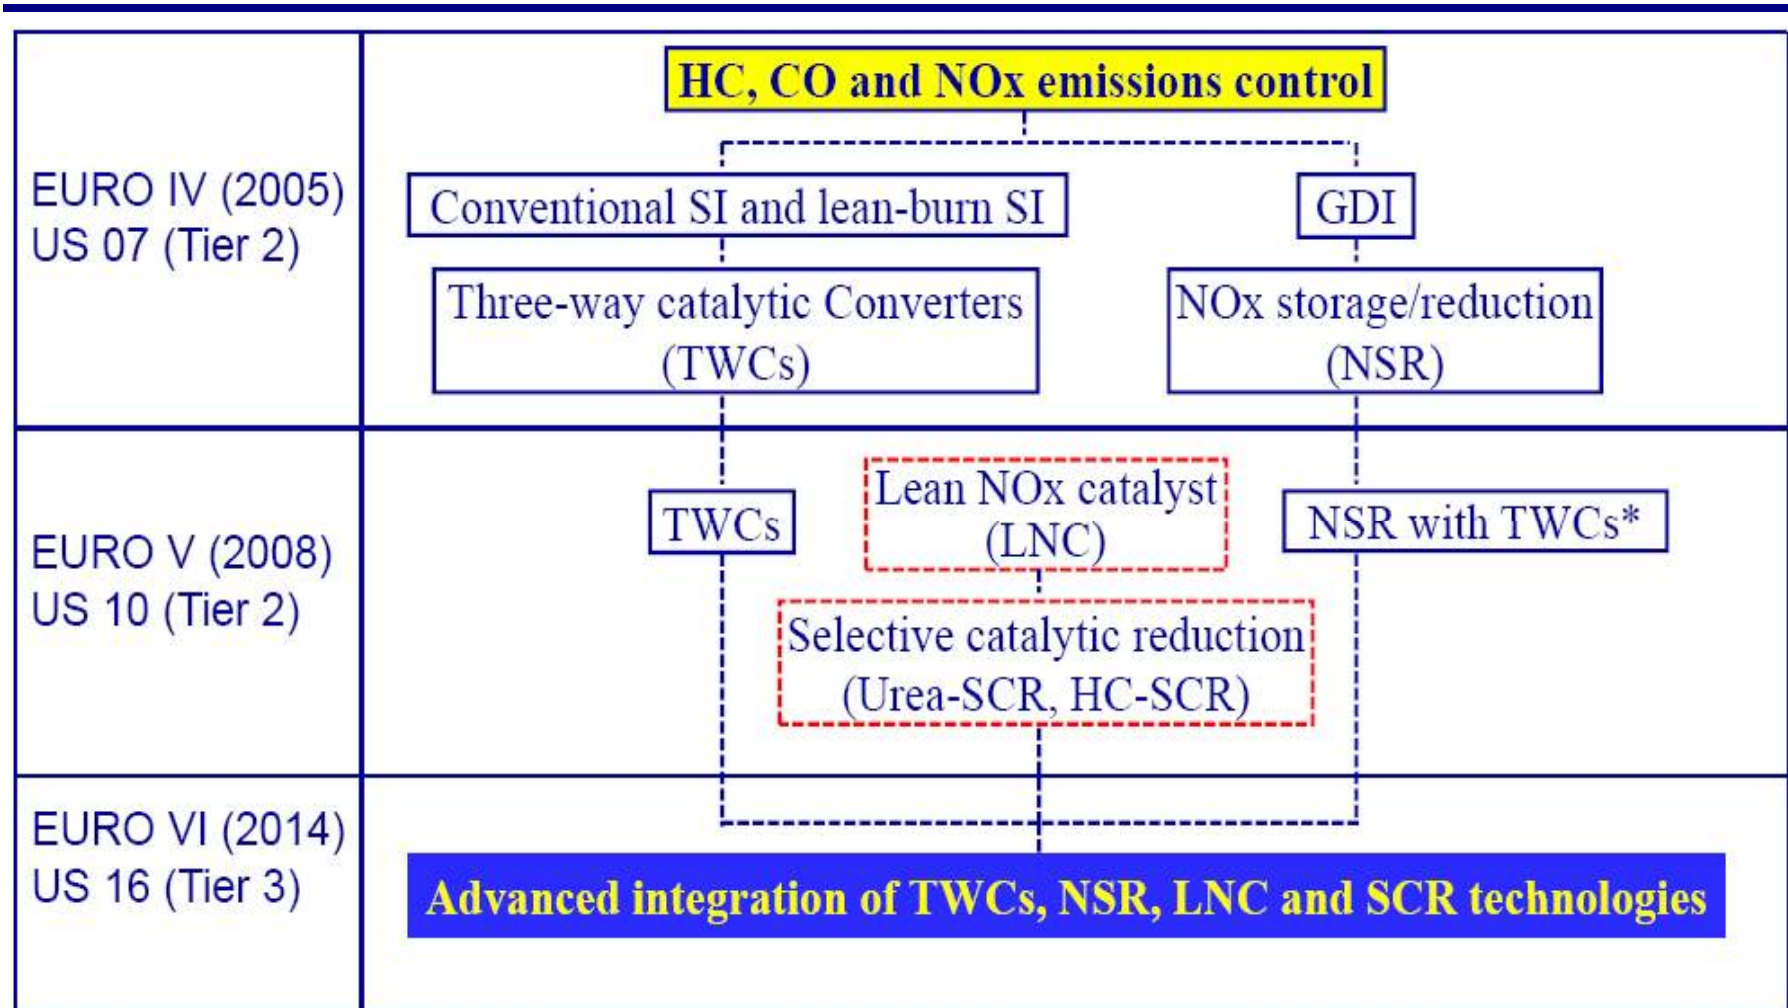 HC, CO and NOx emissions control
EURO IV (2005)
US 07 (Tier 2)
Conventional SI and lean-burn SI
GDI
Three-way catalytic Converters
(TWCs)
NOx storage/reduction
(NSR)
EURO V (2008)
US 10 (Tier 2)
TWCs
Lean NOx catalyst
(LNC)
NSR with TWCs*
Selective catalytic reduction
(Urea-SCR, HC-SCR)
EURO VI (2014)
US 16 (Tier 3)
Advanced integration of TWCs, NSR, LNC and SCR technologies